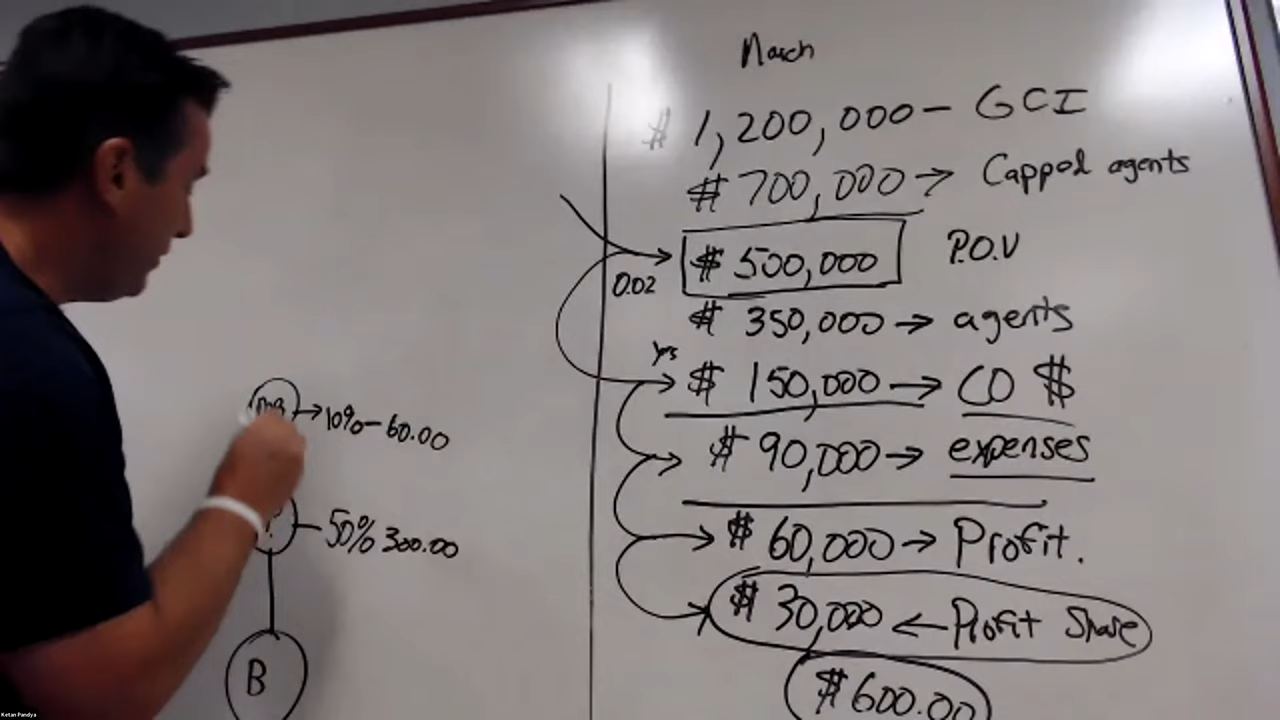 March
$ 1,200,000 - GCI
$ 700,000 → Capped agents
0.02 $ 500,000 P.O.V
$ 350,000 → agents
yes $ 150,000 → CO $
$ 90,000 → expenses
$ 60,000 → Profit.
$ 30,000 ← Profit Share
$600.00
→10%-60.00
50% 300.00
B
Ketan Pandya